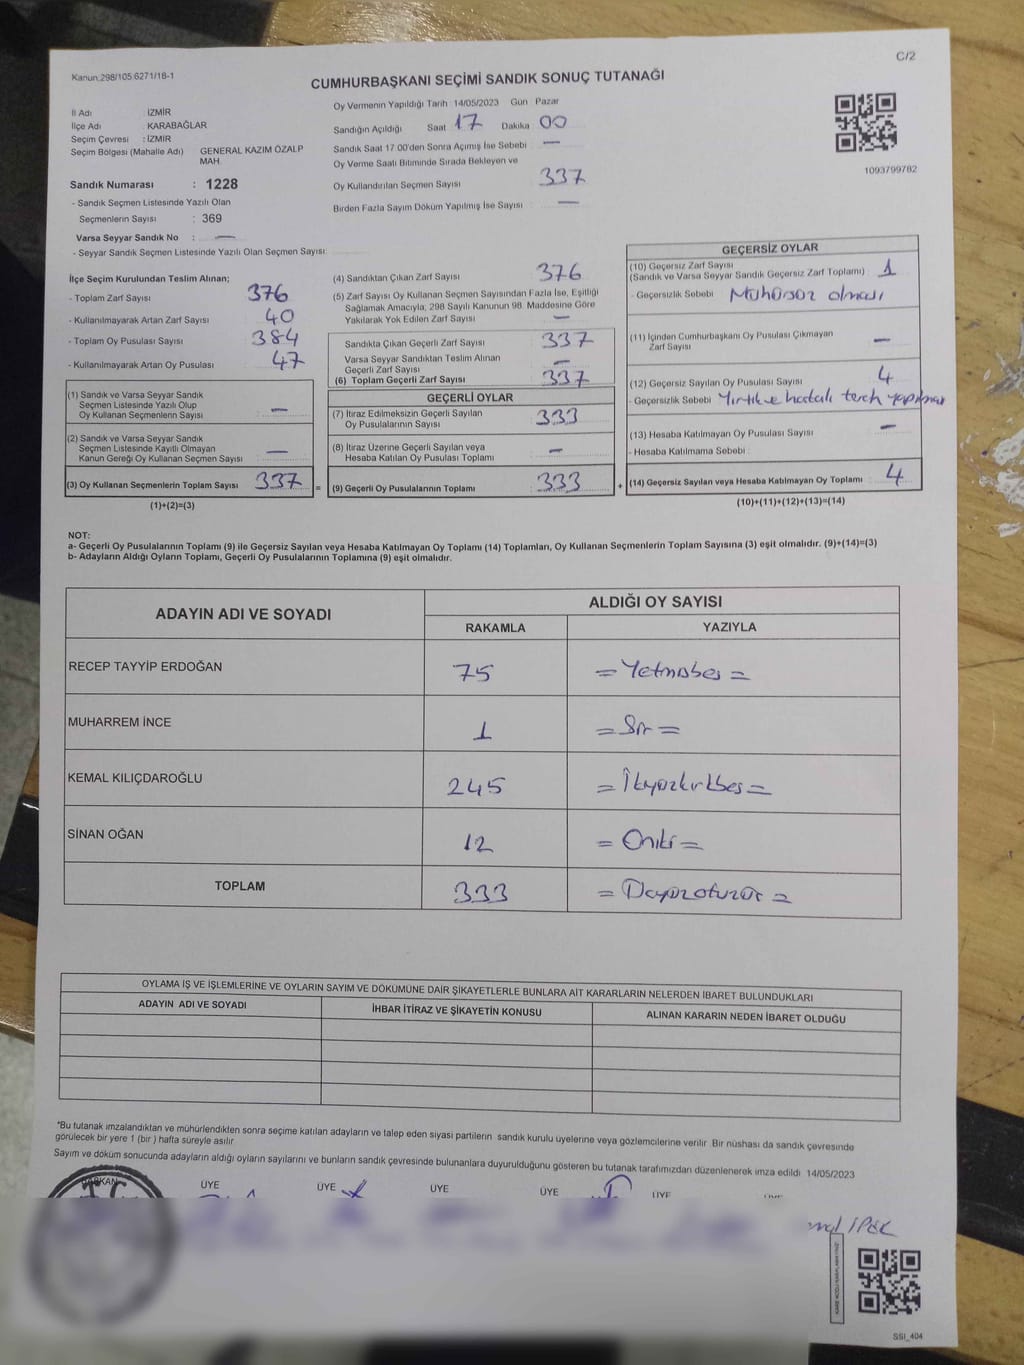 C/2
Kanun:298/105 6271/18-1
CUMHURBAŞKANI SEÇİMİ SANDIK SONUÇ TUTANAĞI
İl Adı : İZMİR
İlçe Adı : KARABAĞLAR
Seçim Çevresi : İZMİR
Seçim Bölgesi (Mahalle Adı) GENERAL KAZIM ÖZALP MAH.
Sandık Numarası : 1228
- Sandık Seçmen Listesinde Yazılı Olan
Seçmenlerin Sayısı : 369
Varsa Seyyar Sandık No : —
- Seyyar Sandık Seçmen Listesinde Yazılı Olan Seçmen Sayısı:
Oy Vermenin Yapıldığı Tarih 14/05/2023 Gün Pazar
Sandığın Açıldığı Saat 17 Dakika 00
Sandık Saat 17 00'den Sonra Açımış İse Sebebi —
Oy Verme Saati Bitiminde Sırada Bekleyen ve
Oy Kullandırılan Seçmen Sayısı 337
Birden Fazla Sayım Döküm Yapılmış İse Sayısı —
1093799782
İlçe Seçim Kurulundan Teslim Alınan;
- Toplam Zarf Sayısı 376
- Kullanılmayarak Artan Zarf Sayısı 40
- Toplam Oy Pusulası Sayısı 384
- Kullanılmayarak Artan Oy Pusulası 47
(1) Sandık ve Varsa Seyyar Sandık
Seçmen Listesinde Yazılı Olup
Oy Kullanan Seçmenlerın Sayısı —
(2) Sandık ve Varsa Seyyar Sandık
Seçmen Listesinde Kayıtlı Olmayan
Kanun Gereği Oy Kullanan Seçmen Sayısı —
(3) Oy Kullanan Seçmenlerin Toplam Sayısı 337 =
(1)+(2)=(3)
(4) Sandıktan Çıkan Zarf Sayısı 376
(5) Zarf Sayısı Oy Kullanan Seçmen Sayısından Fazla İse, Eşitliği
Sağlamak Amacıyla, 298 Sayılı Kanunun 98. Maddesine Göre
Yakılarak Yok Edilen Zarf Sayısı —
Sandıkta Çıkan Geçerli Zarf Sayısı 337
Varsa Seyyar Sandıktan Teslim Alınan
Geçerli Zarf Sayısı —
(6) Toplam Geçerli Zarf Sayısı 337
GEÇERLİ OYLAR
(7) İtiraz Edilmeksizin Geçerli Sayılan
Oy Pusulalarının Sayısı 333
(8) İtiraz Üzerine Geçerli Sayılan veya
Hesaba Katılan Oy Pusulası Toplamı —
(9) Geçerli Oy Pusulalarının Toplamı 333 +
GEÇERSİZ OYLAR
(10) Geçersiz Zarf Sayısı
(Sandık ve Varsa Seyyar Sandık Geçersiz Zarf Toplamı) 1
- Geçersizlik Sebebi Mühürsüz olması
(11) İçinden Cumhurbaşkanı Oy Pusulası Çıkmayan
Zarf Sayısı —
(12) Geçersiz Sayılan Oy Pusulası Sayısı 4
- Geçersizlik Sebebi Yırtık ve hatalı terch yapılması
(13) Hesaba Katılmayan Oy Pusulası Sayısı —
- Hesaba Katılmama Sebebi
(14) Geçersiz Sayılan veya Hesaba Katılmayan Oy Toplamı 4
(10)+(11)+(12)+(13)=(14)
NOT:
a- Geçerli Oy Pusulalarının Toplamı (9) ile Geçersiz Sayılan veya Hesaba Katılmayan Oy Toplamı (14) Toplamları, Oy Kullanan Seçmenlerin Toplam Sayısına (3) eşit olmalıdır. (9)+(14)=(3)
b- Adayların Aldığı Oyların Toplamı, Geçerli Oy Pusulalarının Toplamına (9) eşit olmalıdır.
ADAYIN ADI VE SOYADI ALDIĞI OY SAYISI
RAKAMLA YAZIYLA
RECEP TAYYİP ERDOĞAN 75 = Yetmişbeş =
MUHARREM İNCE 1 = Bir =
KEMAL KILIÇDAROĞLU 245 = İkiyüzkırkbeş =
SİNAN OĞAN 12 = Oniki =
TOPLAM 333 = Üçyüzotuzüç =
OYLAMA İŞ VE İŞLEMLERİNE VE OYLARIN SAYIM VE DÖKÜMÜNE DAİR ŞİKAYETLERLE BUNLARA AİT KARARLARIN NELERDEN İBARET BULUNDUKLARI
ADAYIN ADI VE SOYADI İHBAR İTİRAZ VE ŞİKAYETİN KONUSU ALINAN KARARIN NEDEN İBARET OLDUĞU
*Bu tutanak imzalandıktan ve mühürlendikten sonra seçime katılan adayların ve talep eden siyasi partilerin sandık kurulu üyelerine veya gözlemcilerine verilir Bir nüshası da sandık çevresinde
görülecek bir yere 1 (bir ) hafta süreyle asılır
Sayım ve döküm sonucunda adayların aldığı oyların sayılarını ve bunların sandık çevresinde bulunanlara duyurulduğunu gösteren bu tutanak tarafımızdan düzenlenerek imza edildi 14/05/2023
BAŞKAN ÜYE ÜYE ÜYE ÜYE ÜYE
İPEK
SSI_404